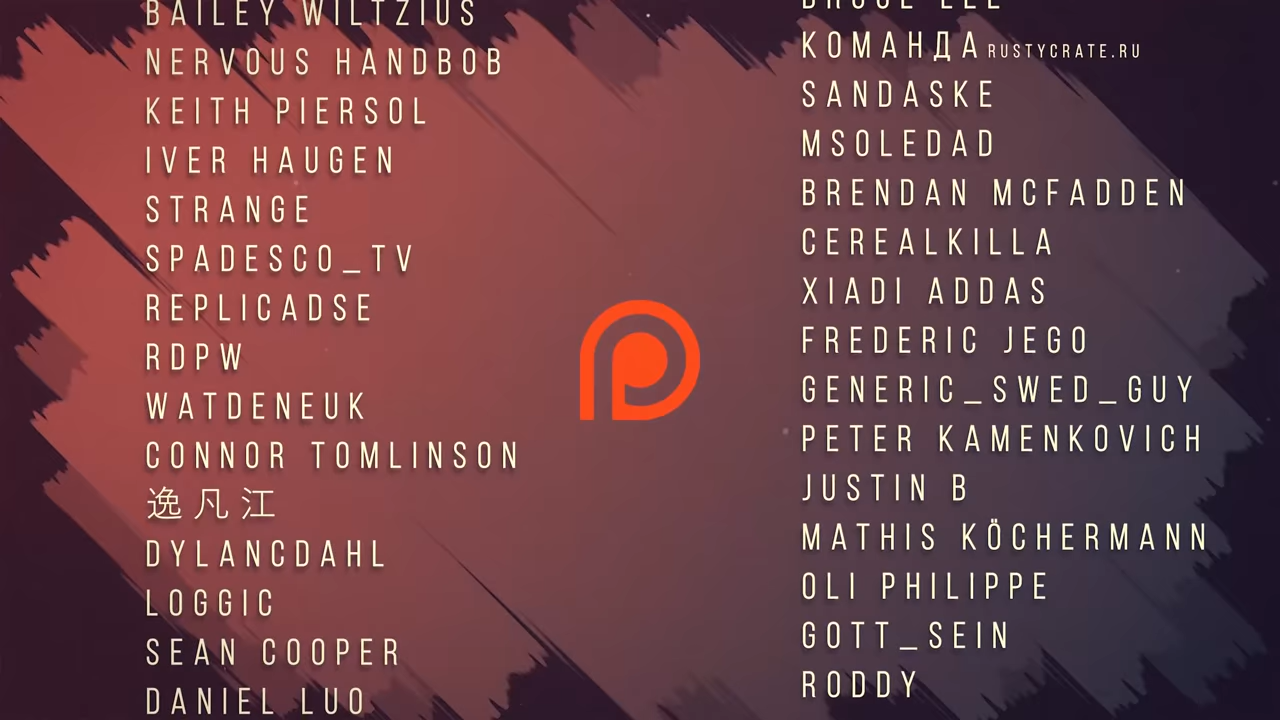 BAILEY WILTZIUS
NERVOUS HANDBOB
KEITH PIERSOL
IVER HAUGEN
STRANGE
SPADESCO_TV
REPLICADSE
RDPW
WATDENEUK
CONNOR TOMLINSON
逸凡江
DYLANCDAHL
LOGGIC
SEAN COOPER
DANIEL LUO
BRUCE LEE
КОМАНДА RUSTYCRATE.RU
SANDASKE
MSOLEDAD
BRENDAN MCFADDEN
CEREALKILLA
XIADI ADDAS
FREDERIC JEGO
GENERIC_SWED_GUY
PETER KAMENKOVICH
JUSTIN B
MATHIS KÖCHERMANN
OLI PHILIPPE
GOTT_SEIN
RODDY